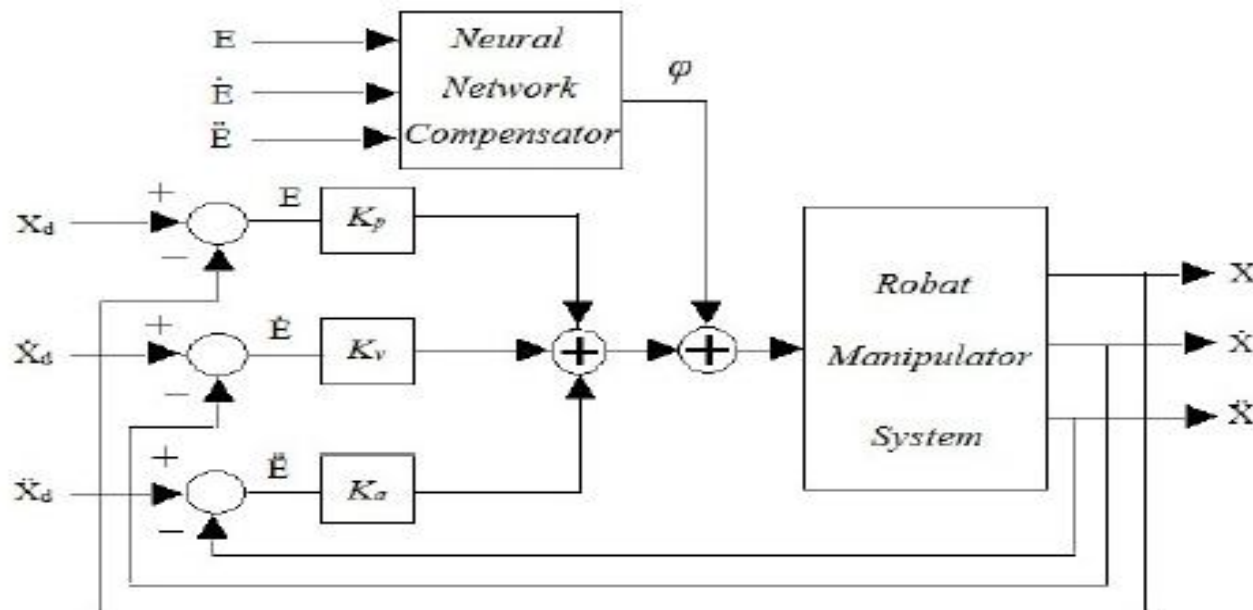 E
Neural
φ
Ė
Network
Ë
Compensator
+
E
Kp
Xd
−
Robat
X
+
Ė
Ẋd
Kv
+
+
Manipulator
Ẋ
−
System
Ẍ
+
Ë
Ẍd
Ka
−